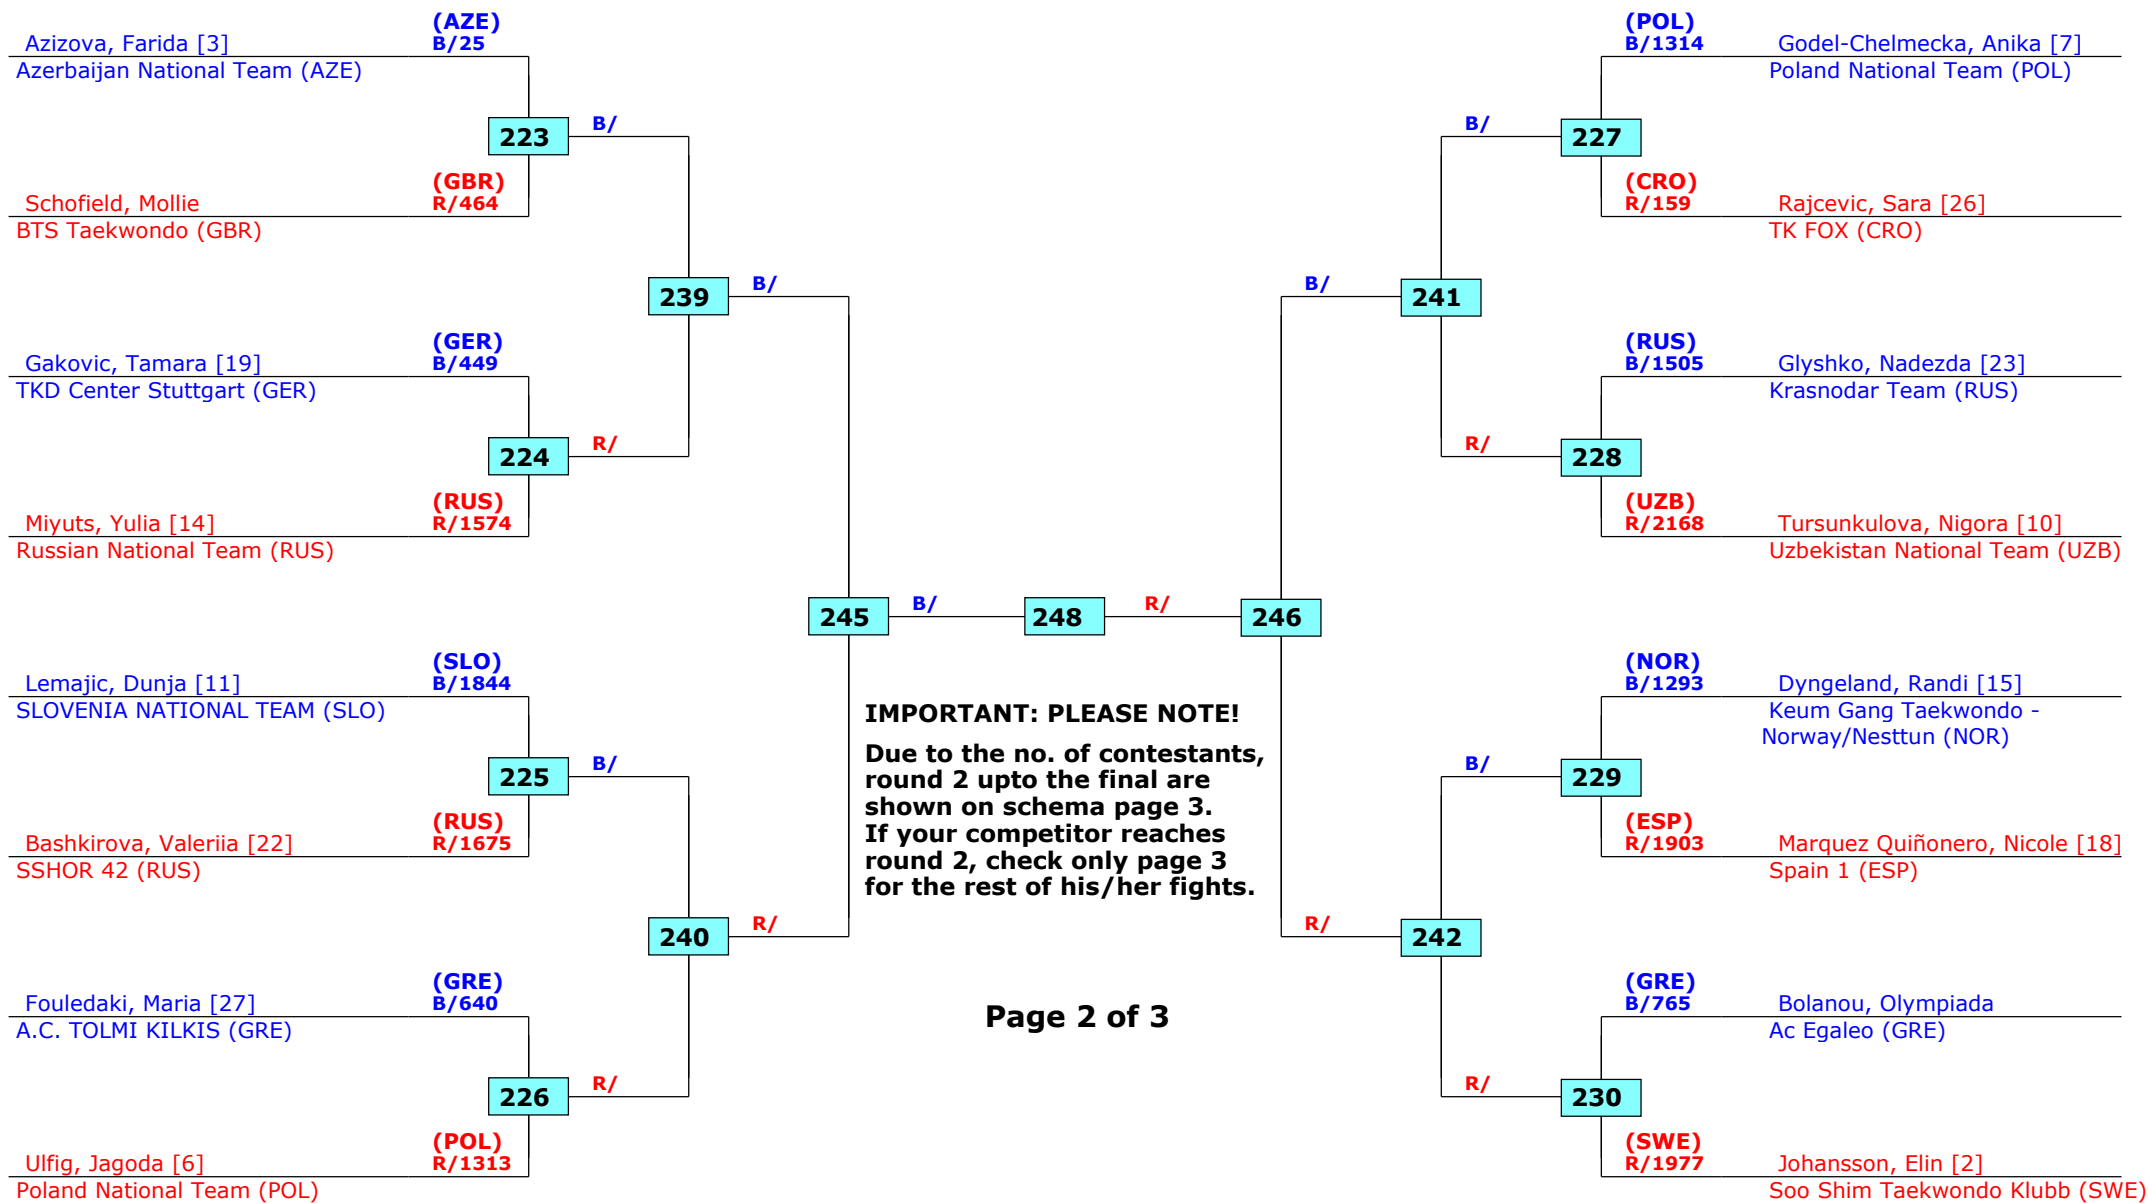 (AZE)
Azizova, Farida [3] B/25
Azerbaijan National Team (AZE)
223
B/
(GBR)
Schofield, Mollie R/464
BTS Taekwondo (GBR)
239
B/
(GER)
Gakovic, Tamara [19] B/449
TKD Center Stuttgart (GER)
224
R/
(RUS)
Miyuts, Yulia [14] R/1574
Russian National Team (RUS)
245
B/
248
R/
246
(SLO)
Lemajic, Dunja [11] B/1844
SLOVENIA NATIONAL TEAM (SLO)
225
B/
(RUS)
Bashkirova, Valeriia [22] R/1675
SSHOR 42 (RUS)
240
R/
(GRE)
Fouledaki, Maria [27] B/640
A.C. TOLMI KILKIS (GRE)
226
R/
(POL)
Ulfig, Jagoda [6] R/1313
Poland National Team (POL)
IMPORTANT: PLEASE NOTE!
Due to the no. of contestants,
round 2 upto the final are
shown on schema page 3.
If your competitor reaches
round 2, check only page 3
for the rest of his/her fights.
Page 2 of 3
(POL)
B/1314 Godel-Chelmecka, Anika [7]
Poland National Team (POL)
B/
227
(CRO)
R/159 Rajcevic, Sara [26]
TK FOX (CRO)
B/
241
(RUS)
B/1505 Glyshko, Nadezda [23]
Krasnodar Team (RUS)
R/
228
(UZB)
R/2168 Tursunkulova, Nigora [10]
Uzbekistan National Team (UZB)
(NOR)
B/1293 Dyngeland, Randi [15]
Keum Gang Taekwondo -
Norway/Nesttun (NOR)
B/
229
(ESP)
R/1903 Marquez Quiñonero, Nicole [18]
Spain 1 (ESP)
R/
242
(GRE)
B/765 Bolanou, Olympiada
Ac Egaleo (GRE)
R/
230
(SWE)
R/1977 Johansson, Elin [2]
Soo Shim Taekwondo Klubb (SWE)